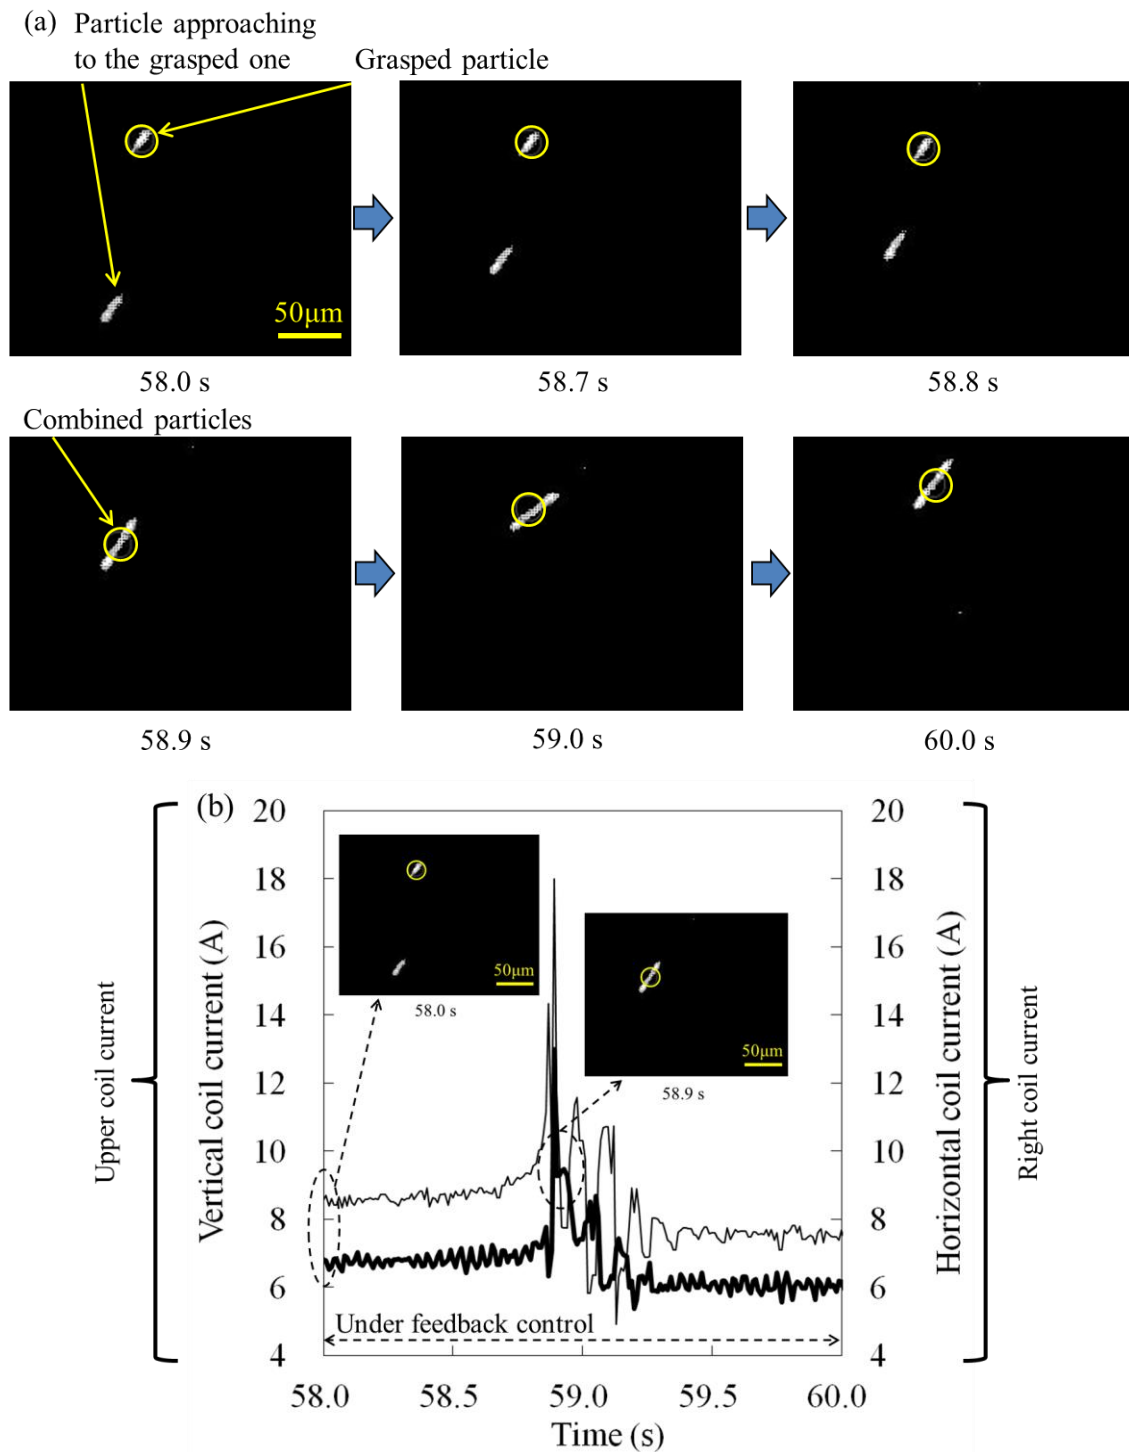 (a) Particle approaching
to the grasped one
Grasped particle
50μm
58.0 s
58.7 s
58.8 s
Combined particles
58.9 s
59.0 s
60.0 s
(b)
Upper coil current
Vertical coil current (A)
20
18
16
14
12
10
8
6
4
50μm
58.0 s
50μm
58.9 s
Under feedback control
20
18
16
14
12
10
8
6
4
Horizontal coil current (A)
Right coil current
58.0
58.5
59.0
59.5
60.0
Time (s)